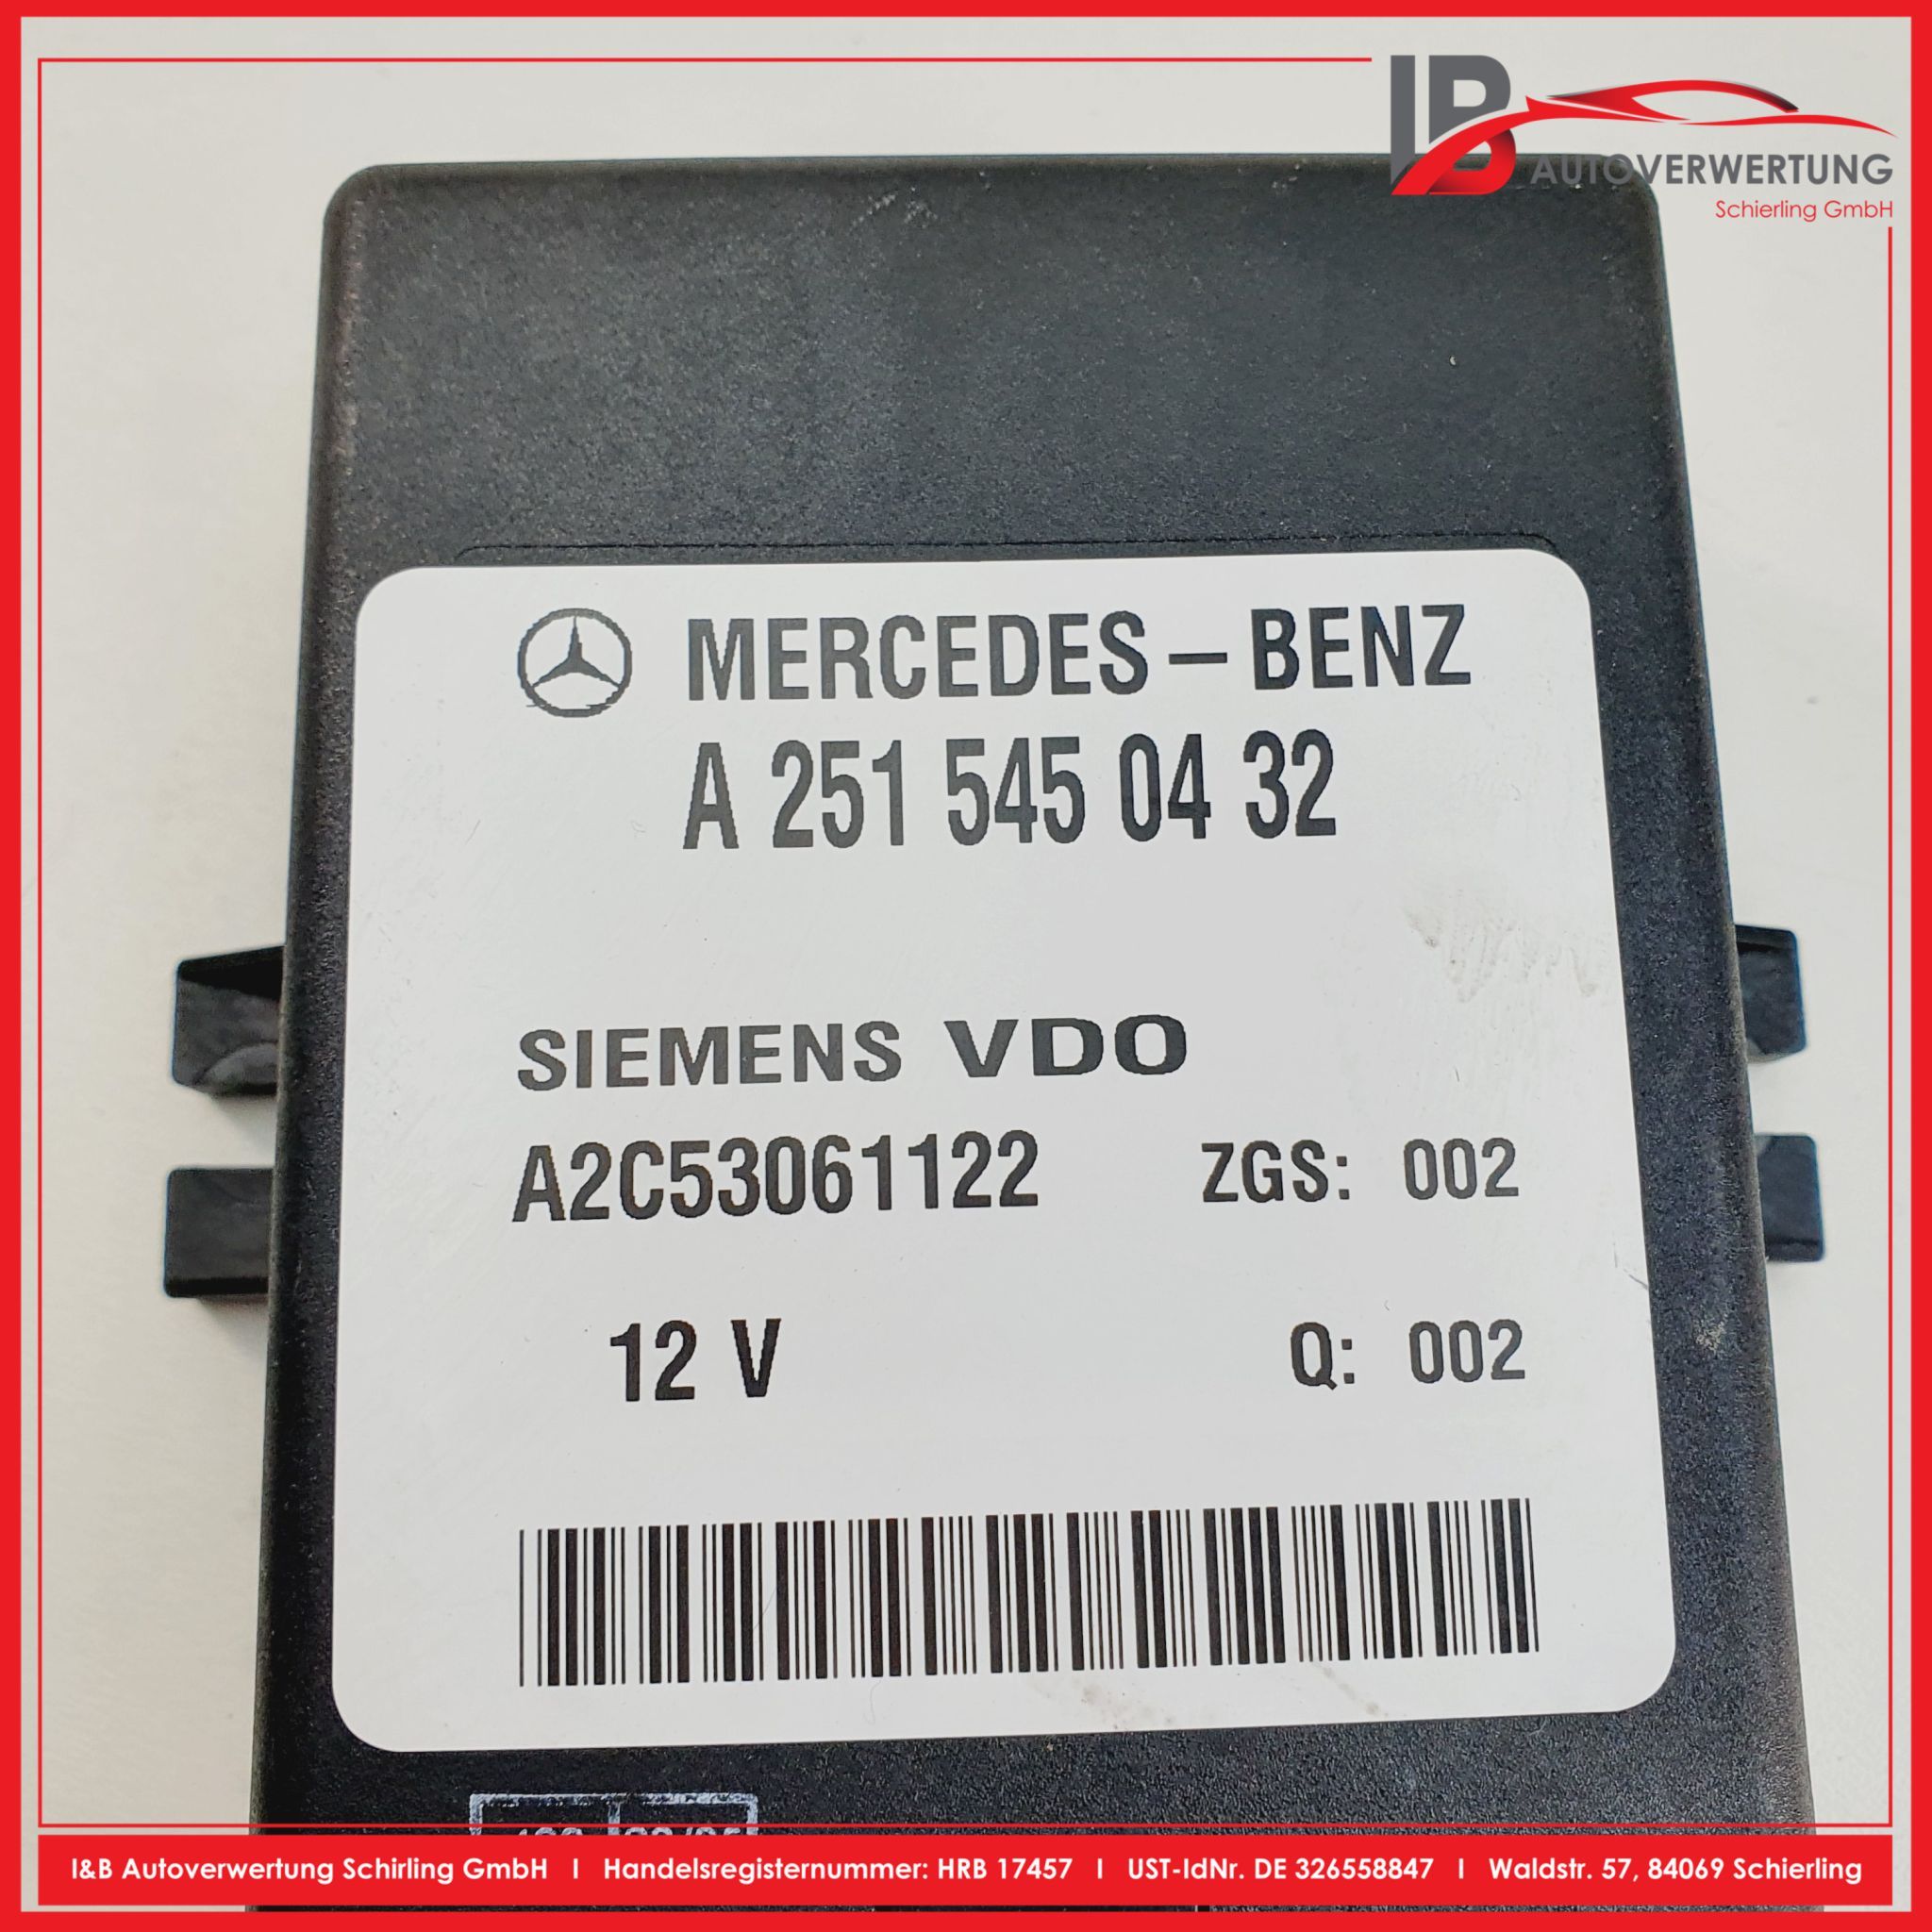 IB
AUTOVERWERTUNG
Schierling GmbH
MERCEDES-BENZ
A 251 545 04 32
SIEMENS VDO
A2C53061122 ZGS: 002
12 V Q: 002
I&B Autoverwertung Schirling GmbH I Handelsregisternummer: HRB 17457 I UST-IdNr. DE 326558847 I Waldstr. 57, 84069 Schierling